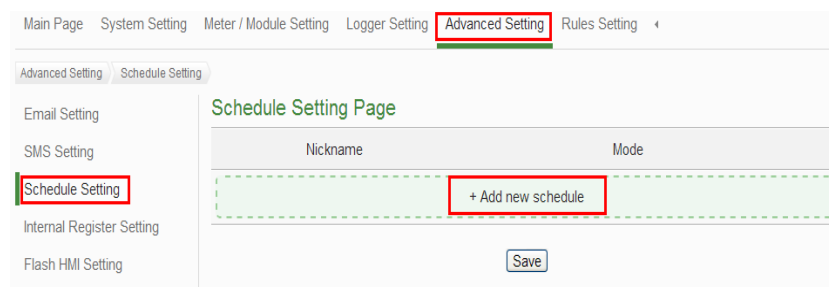 Main Page System Setting Meter / Module Setting Logger Setting Advanced Setting Rules Setting
Advanced Setting Schedule Setting
Email Setting
SMS Setting
Schedule Setting
Internal Register Setting
Flash HMI Setting
Schedule Setting Page
Nickname Mode
+ Add new schedule
Save